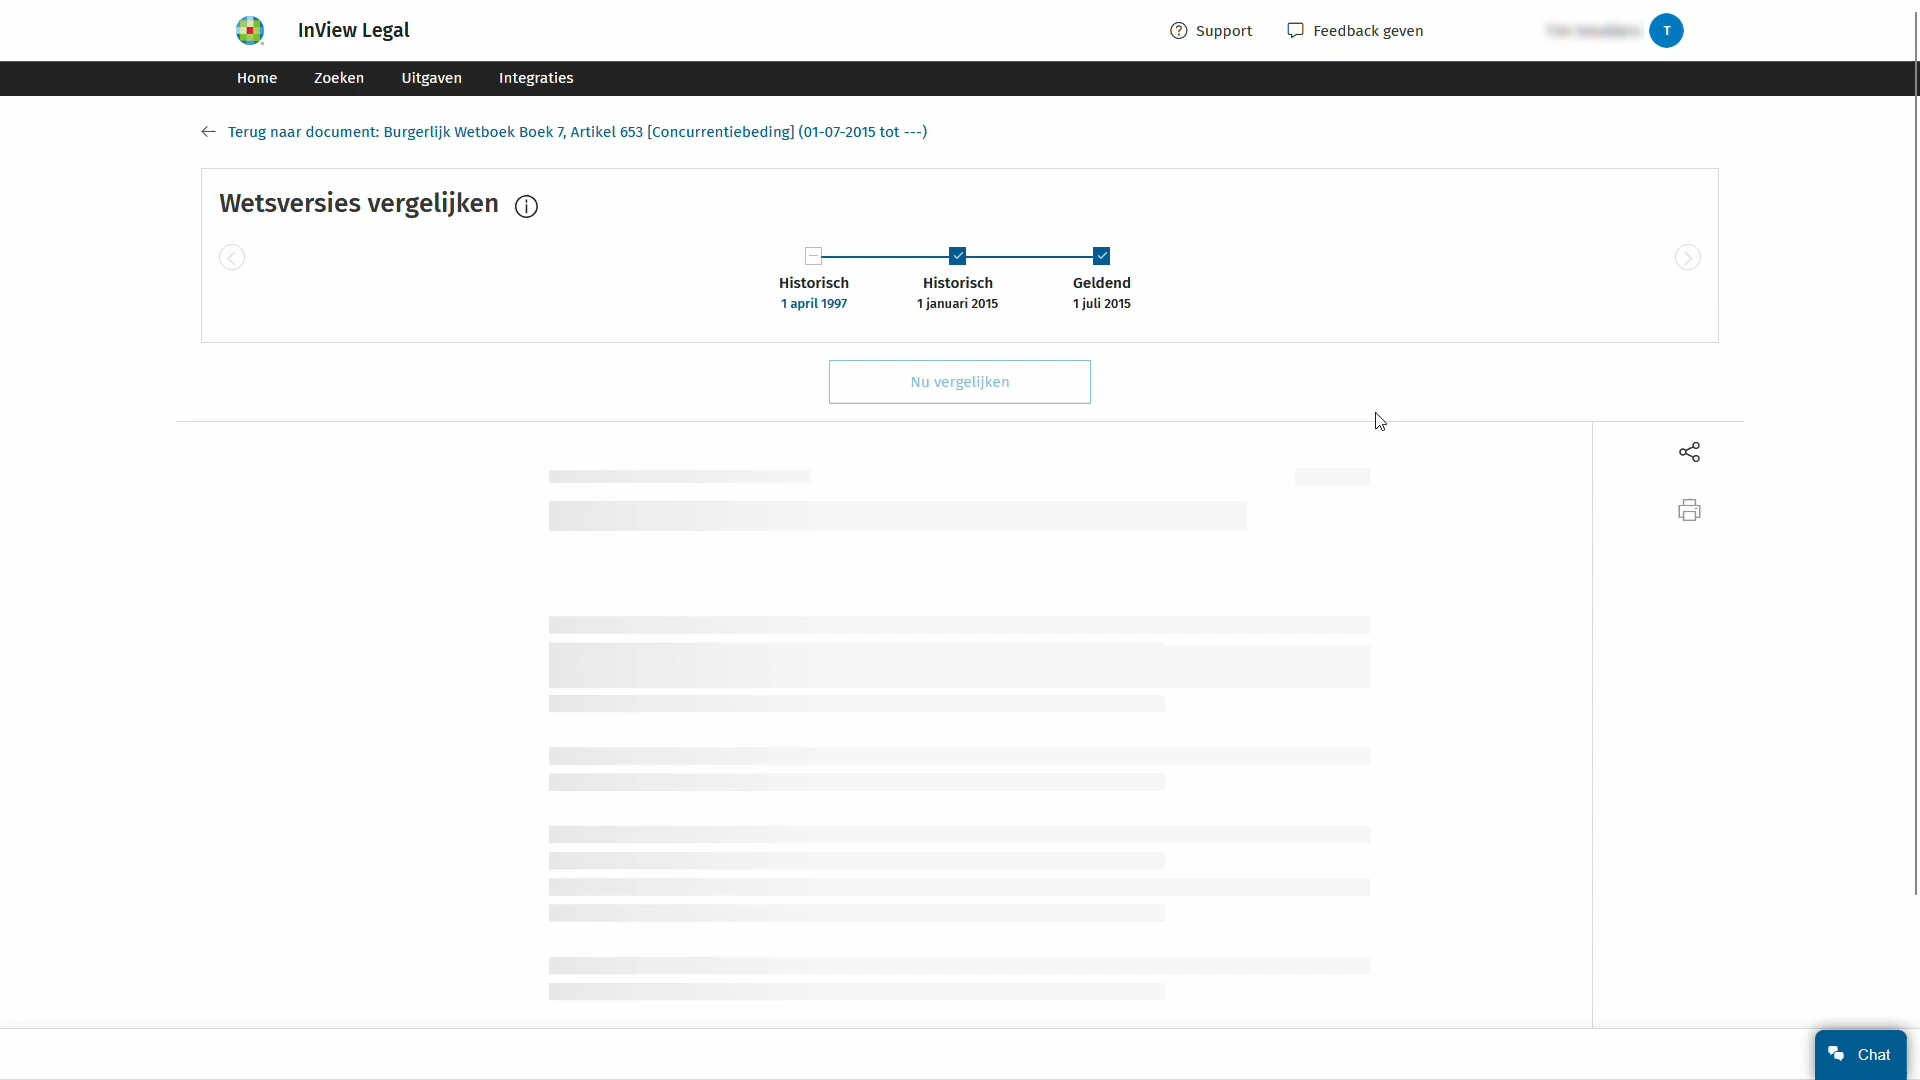 InView Legal
Support
Feedback geven
T
Home
Zoeken
Uitgaven
Integraties
Terug naar document: Burgerlijk Wetboek Boek 7, Artikel 653 [Concurrentiebeding] (01-07-2015 tot ---)
Wetsversies vergelijken
Historisch
1 april 1997
Historisch
1 januari 2015
Geldend
1 juli 2015
Nu vergelijken
Chat